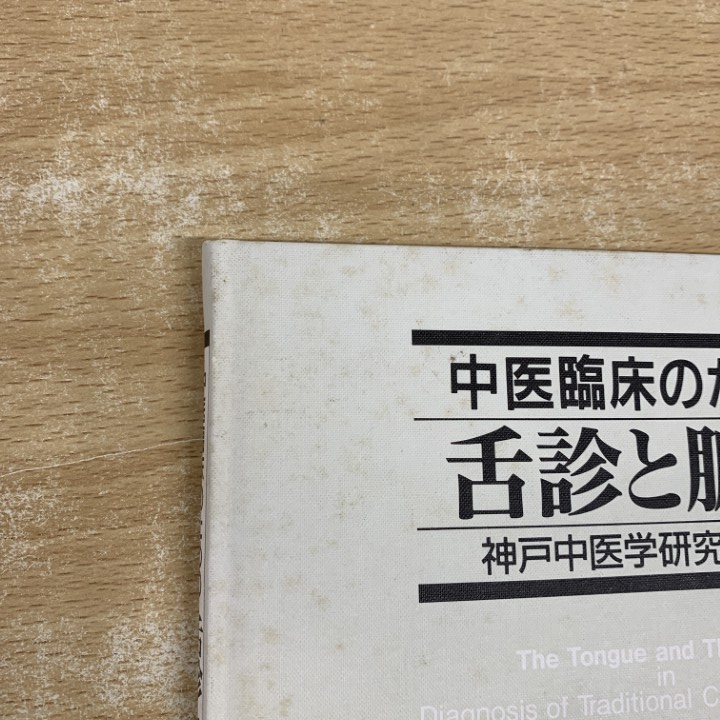 中医臨床のた
舌診と脈
神戸中医学研究
The Tongue and Th
in
Diagnosis of Traditional C